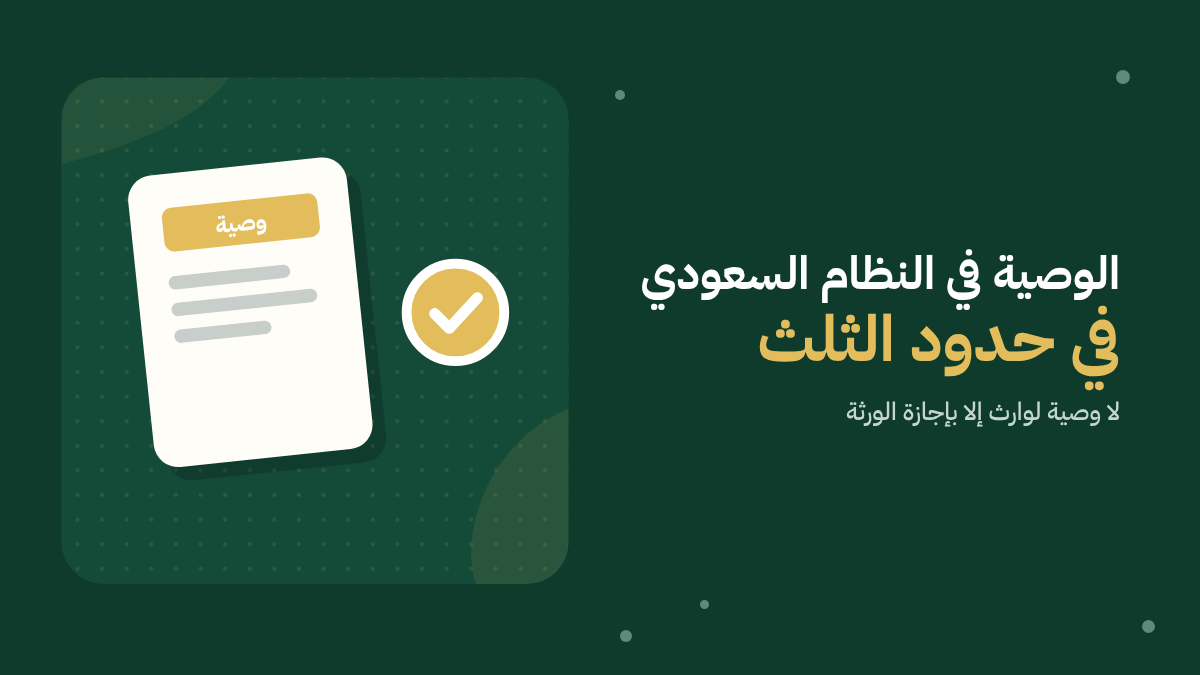 الوصية في النظام السعودي
في حدود الثلث
لا وصية لوارث إلا بإجازة الورثة
وصية